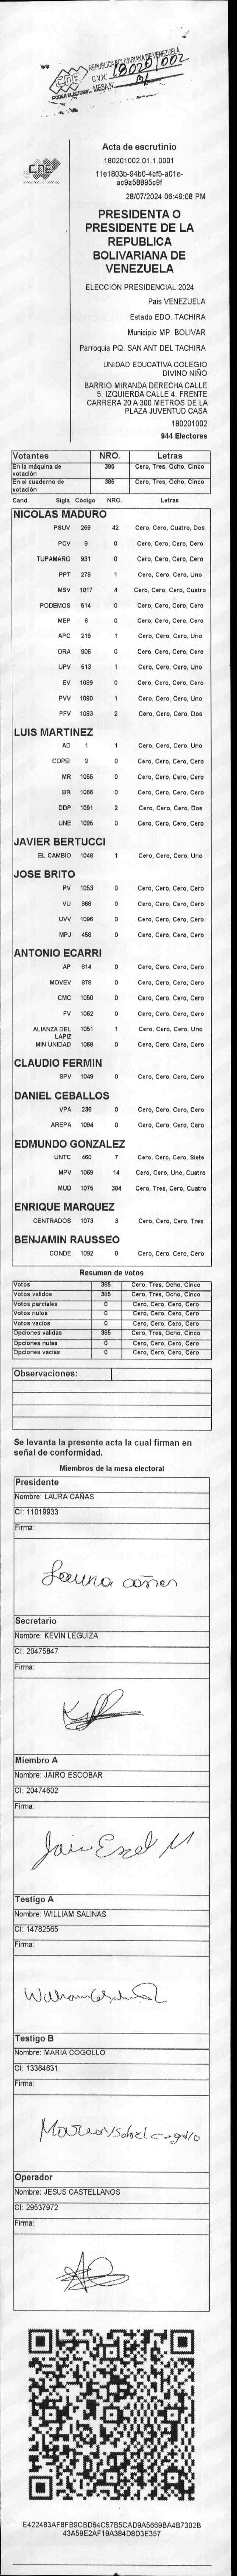 REPUBLICA BOLIVARIANA DE VENEZUELA
CNE
C.V.N: 180201002
PODER ELECTORAL MESA N:
Acta de escrutinio
180201002.01.1.0001
11e1803b-94b0-4cf5-a01e-
ac9a58895c9f
28/07/2024 06:49:08 PM
PRESIDENTA O
PRESIDENTE DE LA
REPUBLICA
BOLIVARIANA DE
VENEZUELA
ELECCIÓN PRESIDENCIAL 2024
Pais VENEZUELA
Estado EDO. TACHIRA
Municipio MP. BOLIVAR
Parroquia PQ. SAN ANT DEL TACHIRA
UNIDAD EDUCATIVA COLEGIO
DIVINO NIÑO
BARRIO MIRANDA DERECHA CALLE
5. IZQUIERDA CALLE 4. FRENTE
CARRERA 20 A 300 METROS DE LA
PLAZA JUVENTUD CASA
180201002
944 Electores
Votantes NRO. Letras
En la máquina de votación 385 Cero, Tres, Ocho, Cinco
En el cuaderno de votación 385 Cero, Tres, Ocho, Cinco
Cand. Sigla Código NRO. Letras
NICOLAS MADURO
PSUV 269 42 Cero, Cero, Cuatro, Dos
PCV 9 0 Cero, Cero, Cero, Cero
TUPAMARO 931 0 Cero, Cero, Cero, Cero
PPT 276 1 Cero, Cero, Cero, Uno
MSV 1017 4 Cero, Cero, Cero, Cuatro
PODEMOS 514 0 Cero, Cero, Cero, Cero
MEP 6 0 Cero, Cero, Cero, Cero
APC 219 1 Cero, Cero, Cero, Uno
ORA 906 0 Cero, Cero, Cero, Cero
UPV 513 1 Cero, Cero, Cero, Uno
EV 1089 0 Cero, Cero, Cero, Cero
PVV 1090 1 Cero, Cero, Cero, Uno
PFV 1093 2 Cero, Cero, Cero, Dos
LUIS MARTINEZ
AD 1 1 Cero, Cero, Cero, Uno
COPEI 2 0 Cero, Cero, Cero, Cero
MR 1065 0 Cero, Cero, Cero, Cero
BR 1066 0 Cero, Cero, Cero, Cero
DDP 1091 2 Cero, Cero, Cero, Dos
UNE 1095 0 Cero, Cero, Cero, Cero
JAVIER BERTUCCI
EL CAMBIO 1048 1 Cero, Cero, Cero, Uno
JOSE BRITO
PV 1053 0 Cero, Cero, Cero, Cero
VU 868 0 Cero, Cero, Cero, Cero
UVV 1096 0 Cero, Cero, Cero, Cero
MPJ 458 0 Cero, Cero, Cero, Cero
ANTONIO ECARRI
AP 814 0 Cero, Cero, Cero, Cero
MOVEV 878 0 Cero, Cero, Cero, Cero
CMC 1050 0 Cero, Cero, Cero, Cero
FV 1062 0 Cero, Cero, Cero, Cero
ALIANZA DEL LAPIZ 1051 1 Cero, Cero, Cero, Uno
MIN UNIDAD 1068 0 Cero, Cero, Cero, Cero
CLAUDIO FERMIN
SPV 1049 0 Cero, Cero, Cero, Cero
DANIEL CEBALLOS
VPA 236 0 Cero, Cero, Cero, Cero
AREPA 1094 0 Cero, Cero, Cero, Cero
EDMUNDO GONZALEZ
UNTC 460 7 Cero, Cero, Cero, Siete
MPV 1069 14 Cero, Cero, Uno, Cuatro
MUD 1075 304 Cero, Tres, Cero, Cuatro
ENRIQUE MARQUEZ
CENTRADOS 1073 3 Cero, Cero, Cero, Tres
BENJAMIN RAUSSEO
CONDE 1092 0 Cero, Cero, Cero, Cero
Resumen de votos
Votos 385 Cero, Tres, Ocho, Cinco
Votos validos 385 Cero, Tres, Ocho, Cinco
Votos parciales 0 Cero, Cero, Cero, Cero
Votos nulos 0 Cero, Cero, Cero, Cero
Votos vacios 0 Cero, Cero, Cero, Cero
Opciones validas 385 Cero, Tres, Ocho, Cinco
Opciones nulas 0 Cero, Cero, Cero, Cero
Opciones vacias 0 Cero, Cero, Cero, Cero
Observaciones:
Se levanta la presente acta la cual firman en
señal de conformidad.
Miembros de la mesa electoral
Presidente
Nombre: LAURA CAÑAS
CI: 11019933
Firma:
Laura cañas
Secretario
Nombre: KEVIN LEGUIZA
CI: 20475847
Firma:
Miembro A
Nombre: JAIRO ESCOBAR
CI: 20474602
Firma:
Testigo A
Nombre: WILLIAM SALINAS
CI: 14782565
Firma:
Testigo B
Nombre: MARIA COGOLLO
CI: 13364631
Firma:
Operador
Nombre: JESUS CASTELLANOS
CI: 29537972
Firma:
E422483AFBFB9CBD64C57B5CAD9A5669BA4B7302B
43A59E2AF19A384D8D3E357